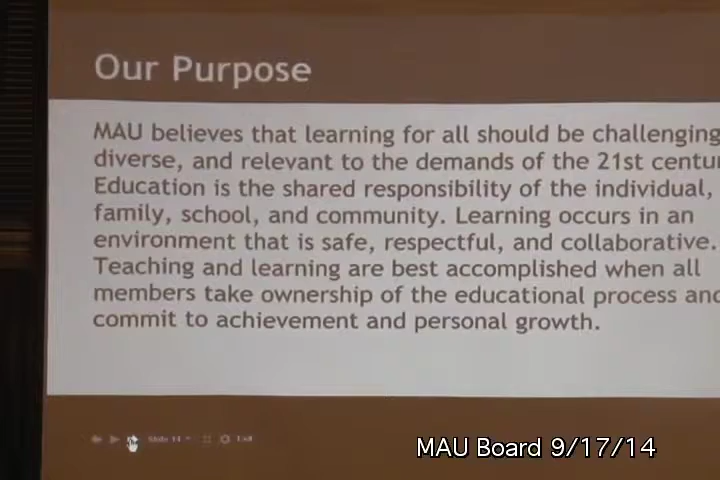 Our Purpose
MAU believes that learning for all should be challenging
diverse, and relevant to the demands of the 21st centu
Education is the shared responsibility of the individual,
family, school, and community. Learning occurs in an
environment that is safe, respectful, and collaborative.
Teaching and learning are best accomplished when all
members take ownership of the educational process and
commit to achievement and personal growth.
Slide 14
MAU Board 9/17/14